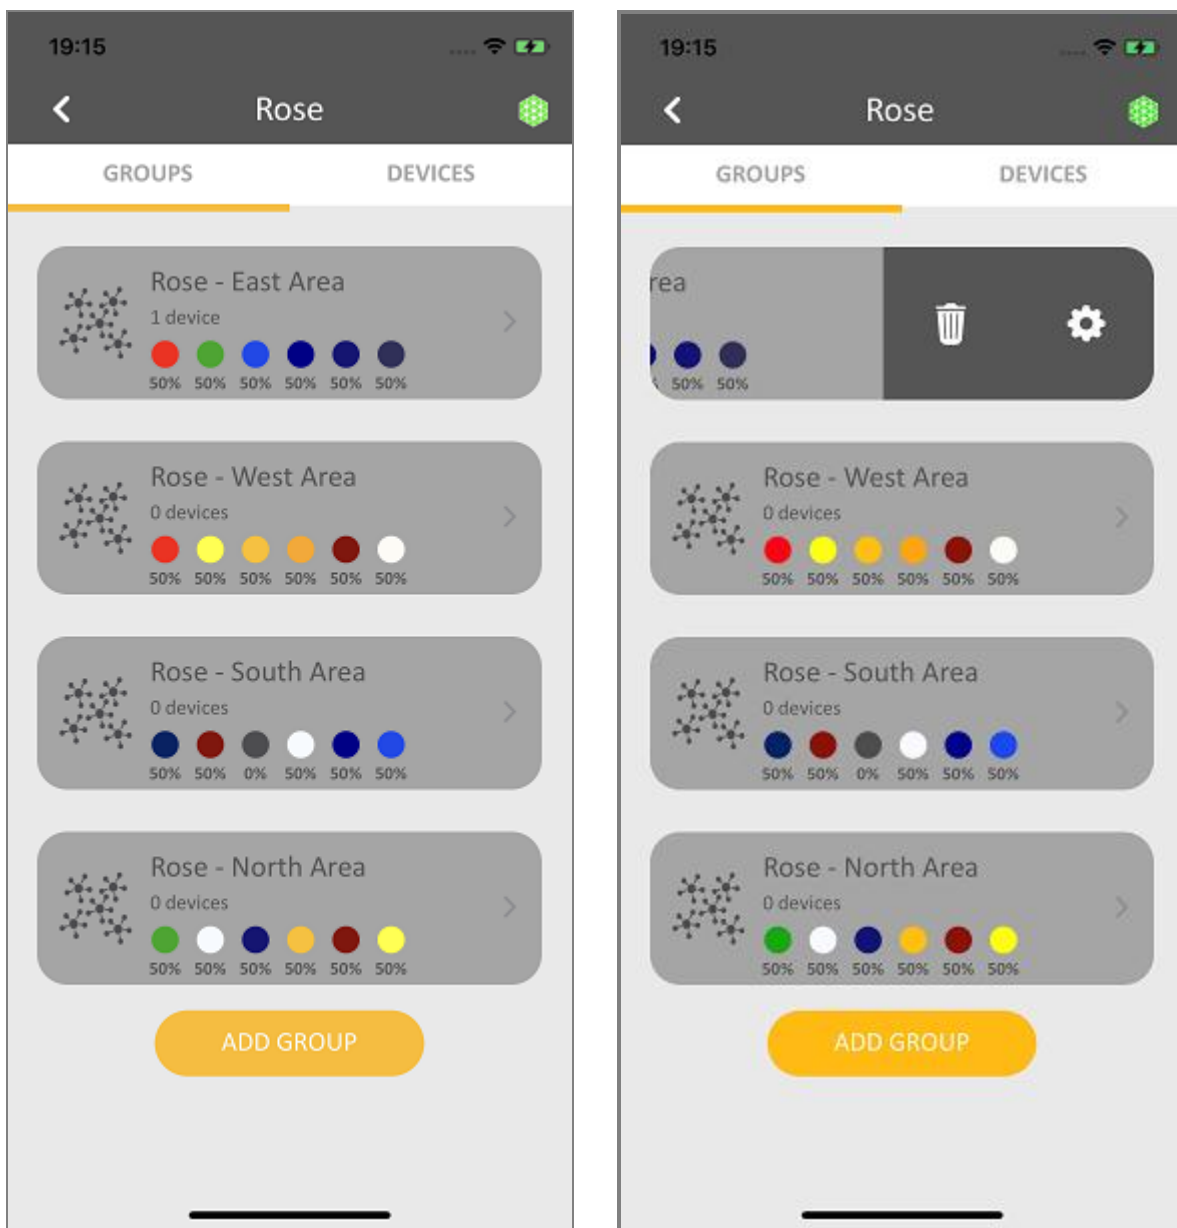 19:15
Rose
GROUPS DEVICES
Rose - East Area
1 device
50% 50% 50% 50% 50% 50%
Rose - West Area
0 devices
50% 50% 50% 50% 50% 50%
Rose - South Area
0 devices
50% 50% 0% 50% 50% 50%
Rose - North Area
0 devices
50% 50% 50% 50% 50% 50%
ADD GROUP
19:15
Rose
GROUPS DEVICES
rea
50% 50%
Rose - West Area
0 devices
50% 50% 50% 50% 50% 50%
Rose - South Area
0 devices
50% 50% 0% 50% 50% 50%
Rose - North Area
0 devices
50% 50% 50% 50% 50% 50%
ADD GROUP